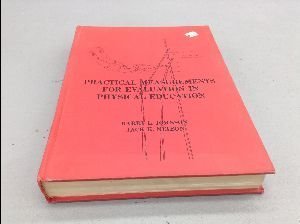 PRACTICAL MEASUREMENTS
FOR EVALUATION IN
PHYSICAL EDUCATION
BARRY L. JOHNSON
JACK K. NELSON